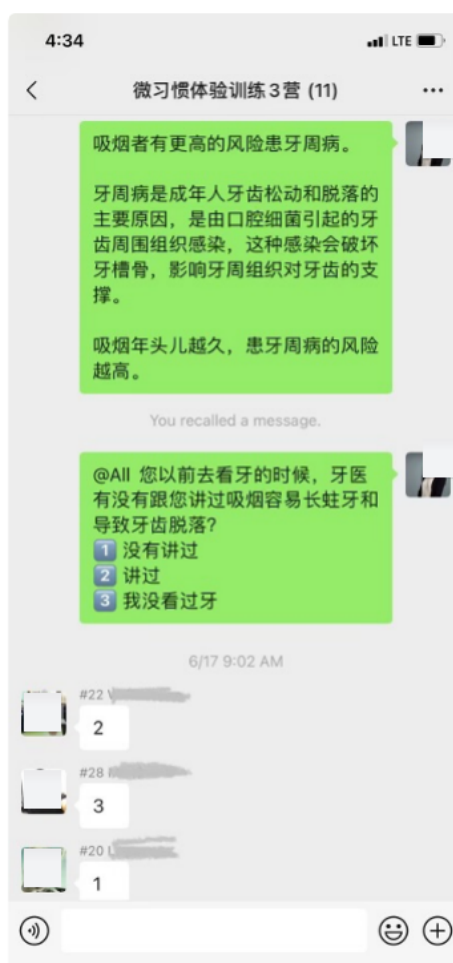 4:34
LTE
微习惯体验训练3营 (11)
吸烟者有更高的风险患牙周病。
牙周病是成年人牙齿松动和脱落的
主要原因，是由口腔细菌引起的牙
齿周围组织感染，这种感染会破坏
牙槽骨，影响牙周组织对牙齿的支
撑。
吸烟年头儿越久，患牙周病的风险
越高。
You recalled a message.
@All 您以前去看牙的时候，牙医
有没有跟您讲过吸烟容易长蛀牙和
导致牙齿脱落?
1 没有讲过
2 讲过
3 我没看过牙
6/17 9:02 AM
#22
2
#28
3
#20
1